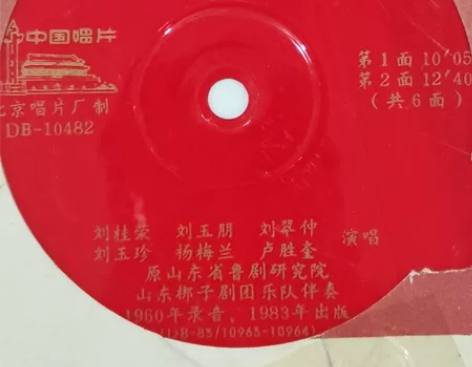 中国唱片
北京唱片厂制
DB-10482
第1面 10′05
第2面 12′40
(共6面)
刘桂荣 刘玉朋 刘翠仲
刘玉珍 杨梅兰 卢胜奎 演唱
原山东省鲁剧研究院
山东梆子剧团乐队伴奏
1960年录音、1983年出版
(DB-83/10963-10964)